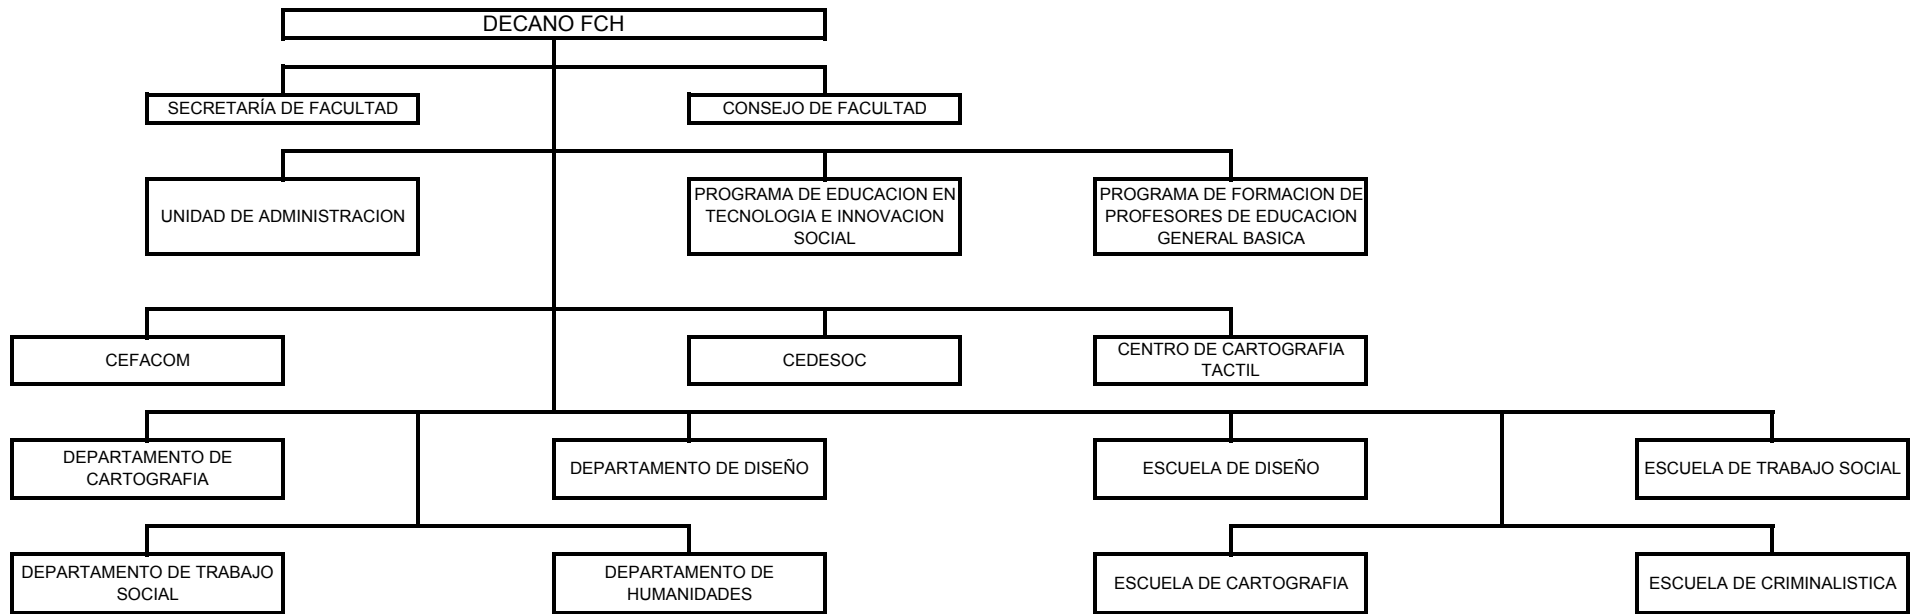 DECANO FCH
SECRETARÍA DE FACULTAD
CONSEJO DE FACULTAD
UNIDAD DE ADMINISTRACION
PROGRAMA DE EDUCACION EN
TECNOLOGIA E INNOVACION
SOCIAL
PROGRAMA DE FORMACION DE
PROFESORES DE EDUCACION
GENERAL BASICA
CEFACOM
CEDESOC
CENTRO DE CARTOGRAFIA
TACTIL
DEPARTAMENTO DE
CARTOGRAFIA
DEPARTAMENTO DE DISEÑO
ESCUELA DE DISEÑO
ESCUELA DE TRABAJO SOCIAL
DEPARTAMENTO DE TRABAJO
SOCIAL
DEPARTAMENTO DE
HUMANIDADES
ESCUELA DE CARTOGRAFIA
ESCUELA DE CRIMINALISTICA